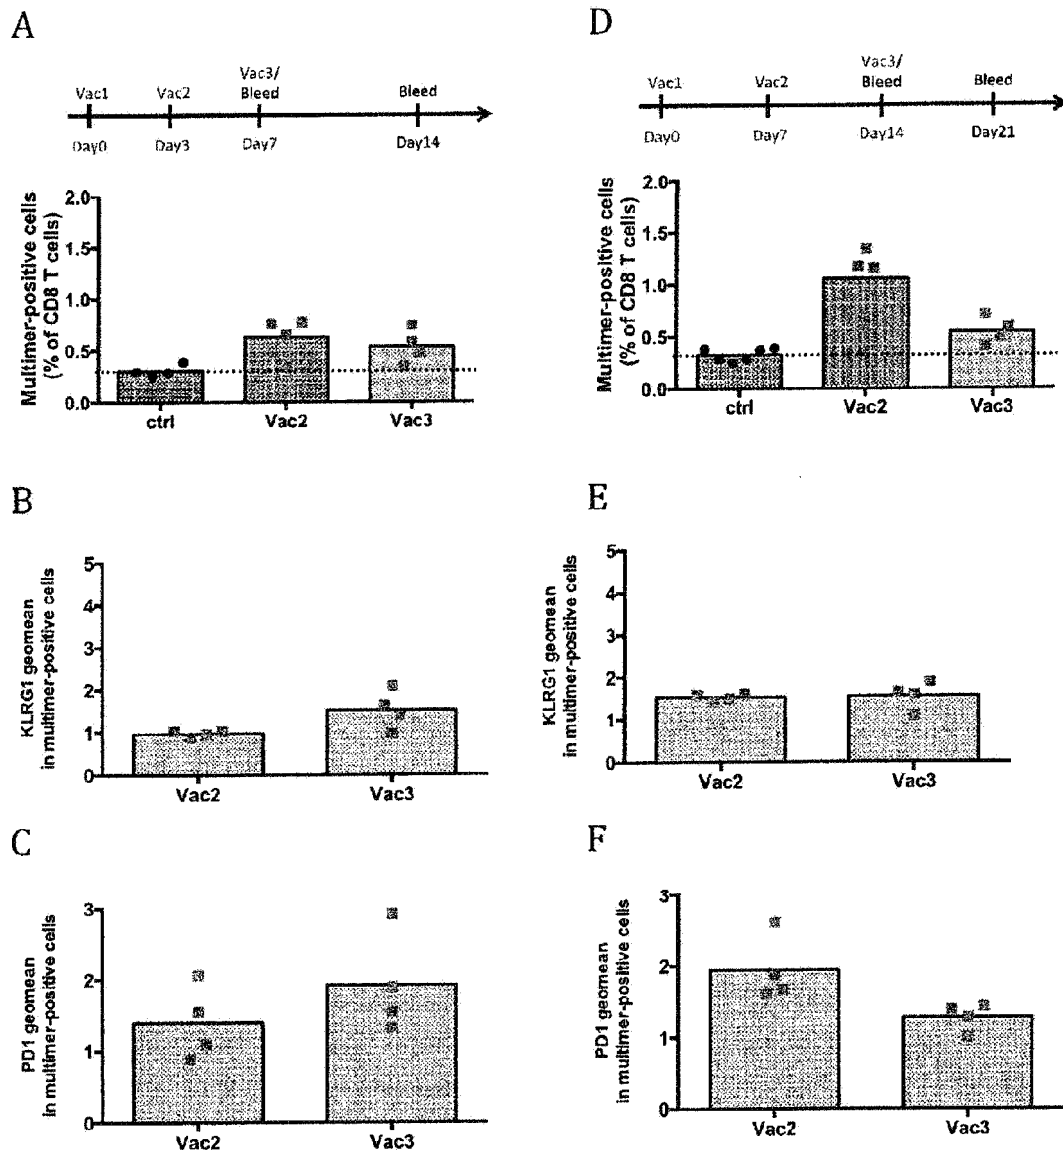 A
Vac1
Vac2
Vac3/
Bleed
Bleed
Day0
Day3
Day7
Day14
Multimer-positive cells
(% of CD8 T cells)
2.0
1.5
1.0
0.5
0.0
ctrl
Vac2
Vac3
D
Vac1
Vac2
Vac3/
Bleed
Bleed
Day0
Day7
Day14
Day21
Multimer-positive cells
(% of CD8 T cells)
2.0
1.5
1.0
0.5
0.0
ctrl
Vac2
Vac3
B
KLRG1 geomean
in multimer-positive cells
5
4
3
2
1
0
Vac2
Vac3
E
KLRG1 geomean
in multimer-positive cells
5
4
3
2
1
0
Vac2
Vac3
C
PD1 geomean
in multimer-positive cells
3
2
1
0
Vac2
Vac3
F
PD1 geomean
in multimer-positive cells
3
2
1
0
Vac2
Vac3